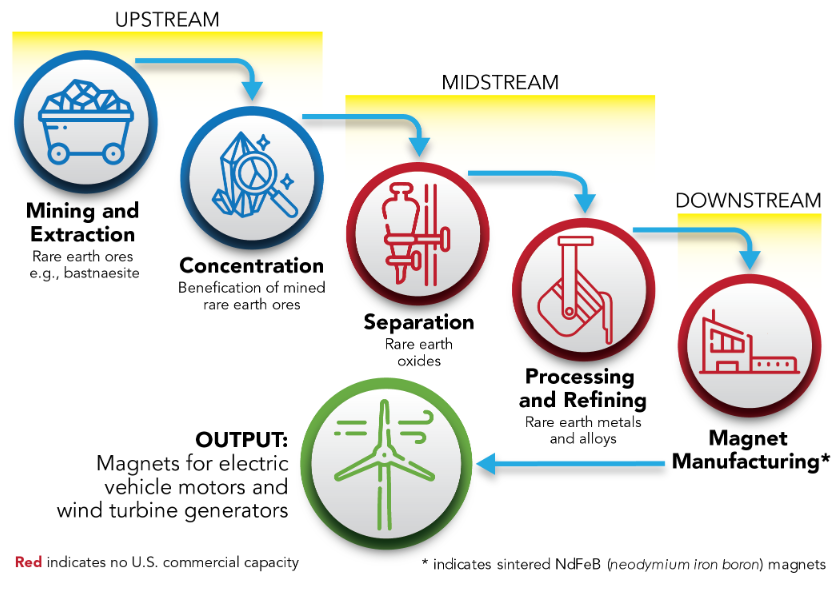 UPSTREAM
Mining and
Extraction
Rare earth ores
e.g., bastnaesite
Concentration
Benefication of mined
rare earth ores
MIDSTREAM
Separation
Rare earth
oxides
Processing
and Refining
Rare earth metals
and alloys
DOWNSTREAM
Magnet
Manufacturing*
OUTPUT:
Magnets for electric
vehicle motors and
wind turbine generators
Red indicates no U.S. commercial capacity
* indicates sintered NdFeB (neodymium iron boron) magnets